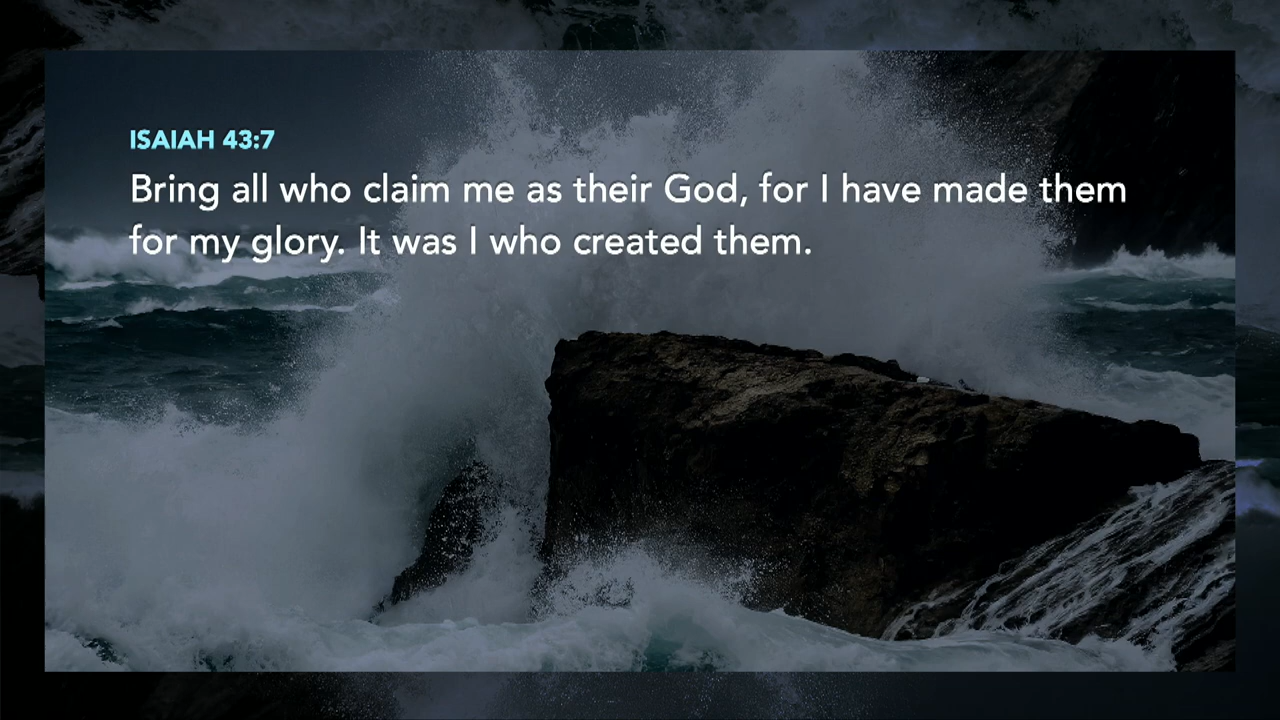 ISAIAH 43:7
Bring all who claim me as their God, for I have made them
for my glory. It was I who created them.